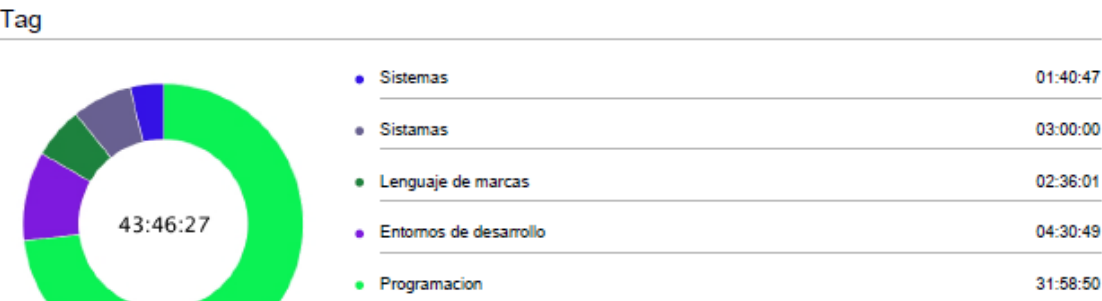 Tag
Sistemas 01:40:47
Sistamas 03:00:00
Lenguaje de marcas 02:36:01
43:46:27
Entornos de desarrollo 04:30:49
Programacion 31:58:50